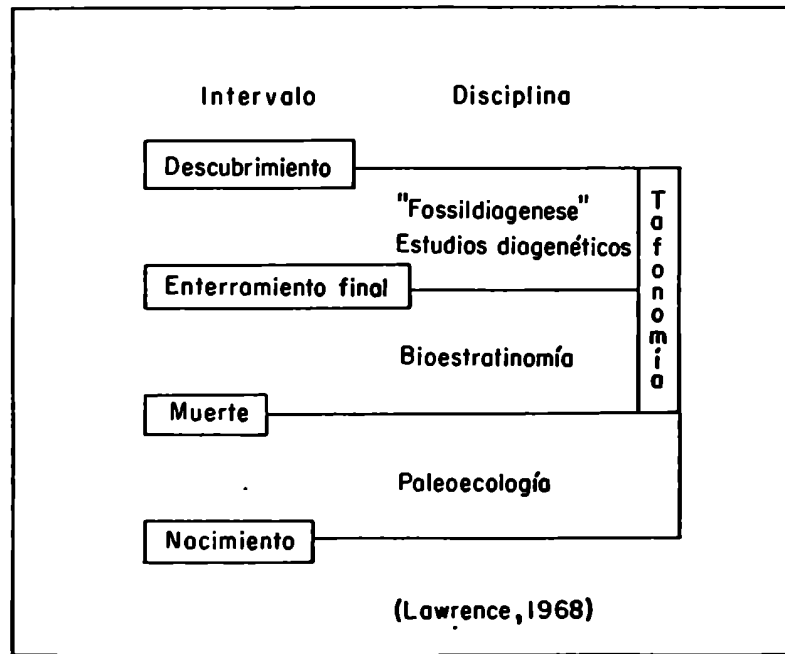 Intervalo Disciplina
Descubrimiento
"Fossildiagenese"
Estudios diagenéticos
Enterramiento final
Bioestratinomía
Muerte
Paleoecología
Nacimiento
Tafonomía
(Lawrence, 1968)